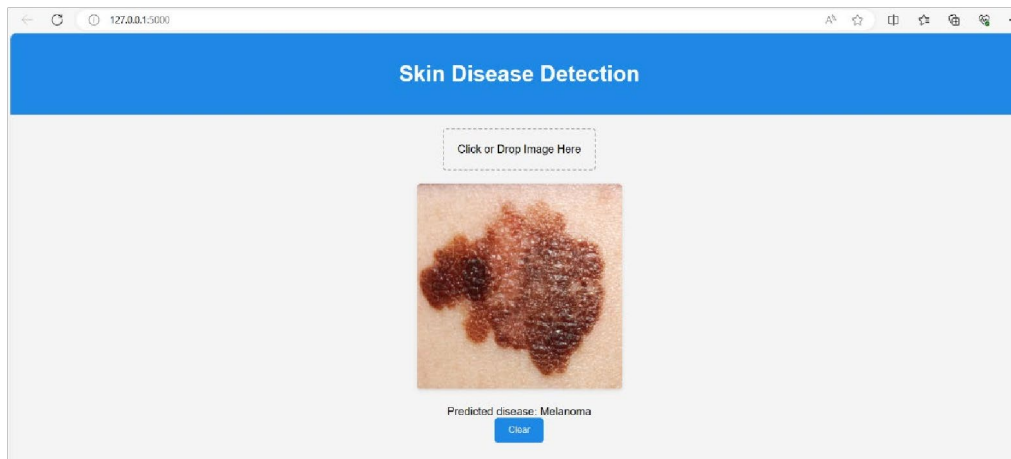 127.0.0.1:5000
Skin Disease Detection
Click or Drop Image Here
Predicted disease: Melanoma
Clear